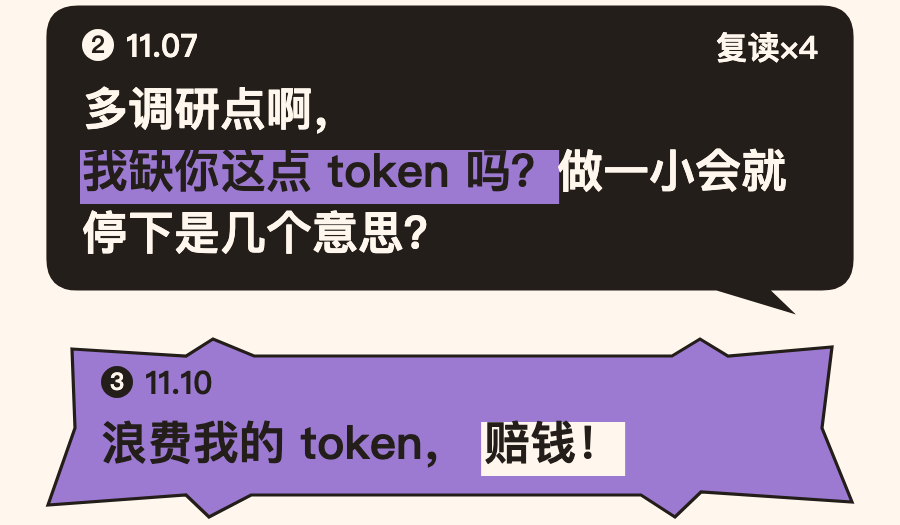 2 11.07 复读×4
多调研点啊，
我缺你这点 token 吗？做一小会就
停下是几个意思？
3 11.10
浪费我的 token，赔钱！